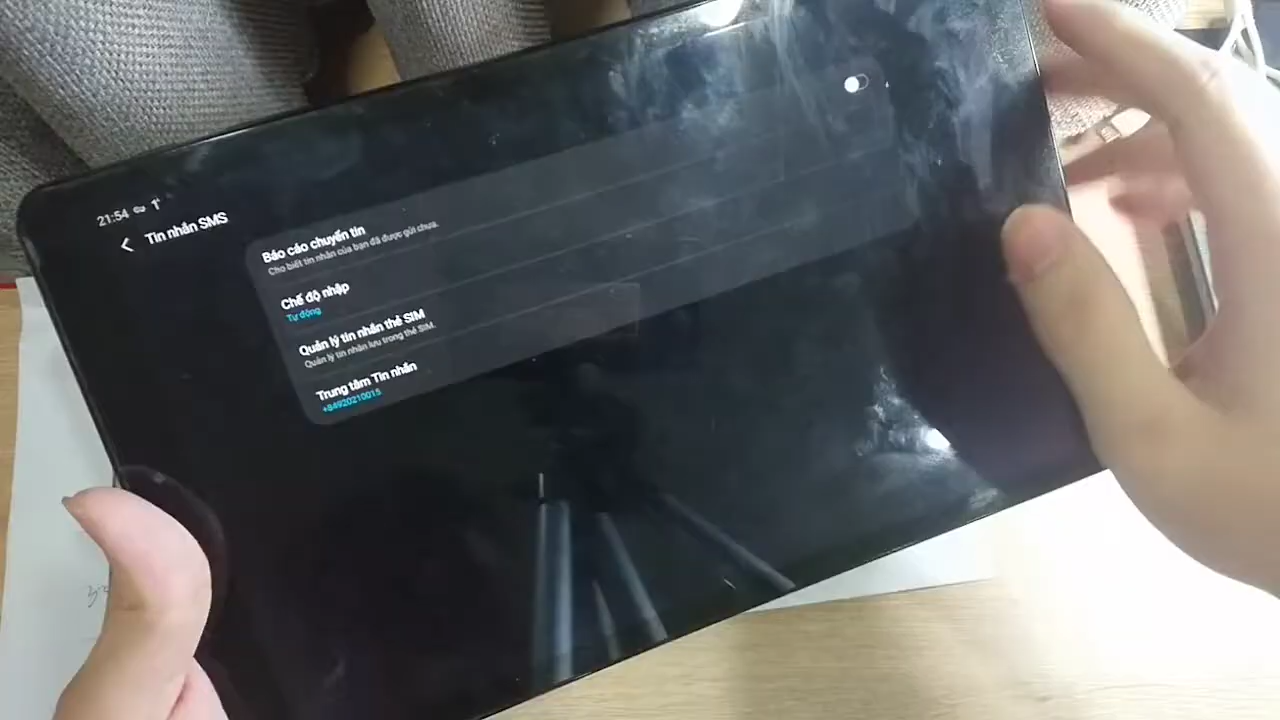 21:54
Tin nhắn SMS
Báo cáo chuyển tin
Cho biết tin nhắn của bạn đã được gửi chưa.
Chế độ nhập
Tự động
Quản lý tin nhắn thẻ SIM
Quản lý tin nhắn lưu trong thẻ SIM.
Trung tâm Tin nhắn
+84920210015